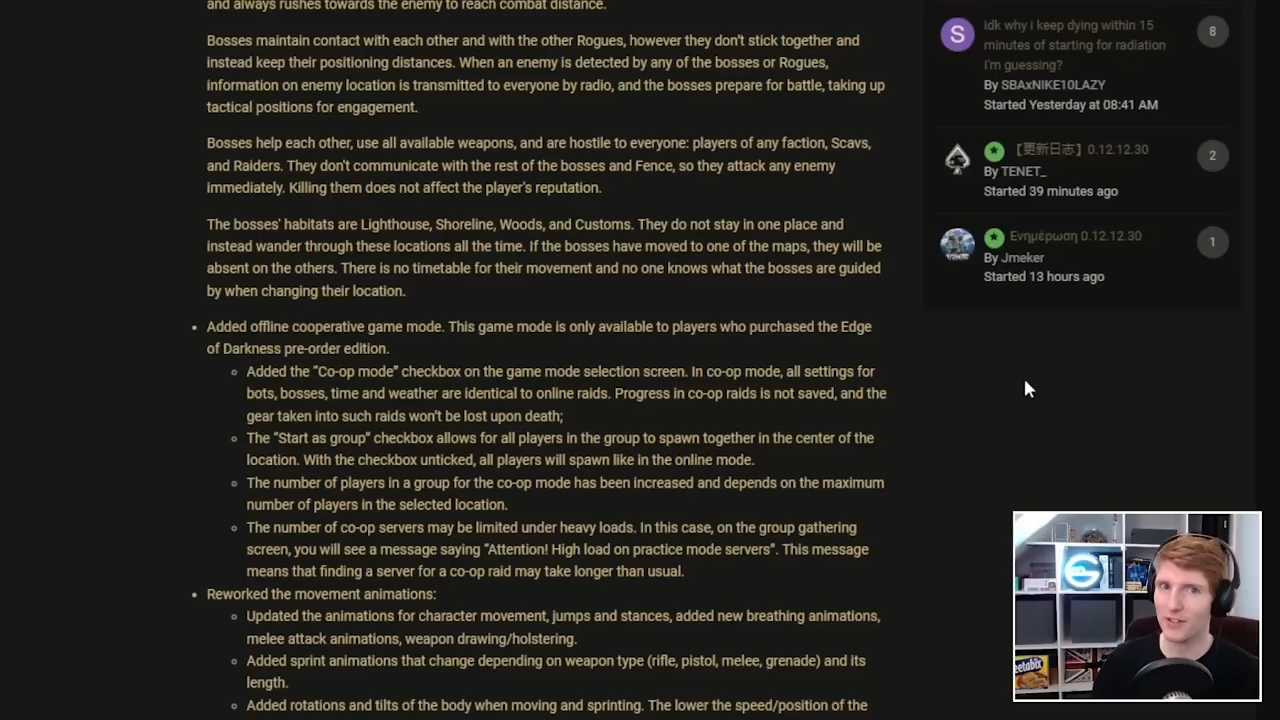 and always rushes towards the enemy to reach combat distance.
Bosses maintain contact with each other and with the other Rogues, however they don't stick together and
instead keep their positioning distances. When an enemy is detected by any of the bosses or Rogues,
information on enemy location is transmitted to everyone by radio, and the bosses prepare for battle, taking up
tactical positions for engagement.
Bosses help each other, use all available weapons, and are hostile to everyone: players of any faction, Scavs,
and Raiders. They don't communicate with the rest of the bosses and Fence, so they attack any enemy
immediately. Killing them does not affect the player's reputation.
The bosses' habitats are Lighthouse, Shoreline, Woods, and Customs. They do not stay in one place and
instead wander through these locations all the time. If the bosses have moved to one of the maps, they will be
absent on the others. There is no timetable for their movement and no one knows what the bosses are guided
by when changing their location.
• Added offline cooperative game mode. This game mode is only available to players who purchased the Edge
of Darkness pre-order edition.
Added the “Co-op mode” checkbox on the game mode selection screen. In co-op mode, all settings for
bots, bosses, time and weather are identical to online raids. Progress in co-op raids is not saved, and the
gear taken into such raids won't be lost upon death;
The “Start as group” checkbox allows for all players in the group to spawn together in the center of the
location. With the checkbox unticked, all players will spawn like in the online mode.
The number of players in a group for the co-op mode has been increased and depends on the maximum
number of players in the selected location.
The number of co-op servers may be limited under heavy loads. In this case, on the group gathering
screen, you will see a message saying “Attention! High load on practice mode servers”. This message
means that finding a server for a co-op raid may take longer than usual.
• Reworked the movement animations:
Updated the animations for character movement, jumps and stances, added new breathing animations,
melee attack animations, weapon drawing/holstering.
Added sprint animations that change depending on weapon type (rifle, pistol, melee, grenade) and its
length.
Added rotations and tilts of the body when moving and sprinting. The lower the speed/position of the
S
idk why i keep dying within 15
minutes of starting for radiation
I'm guessing?
8
By SBAxNIKE10LAZY
Started Yesterday at 08:41 AM
【更新日志】0.12.12.30
2
By TENET_
Started 39 minutes ago
Ενημέρωση 0.12.12.30
1
By Jmeker
Started 13 hours ago
eetabix